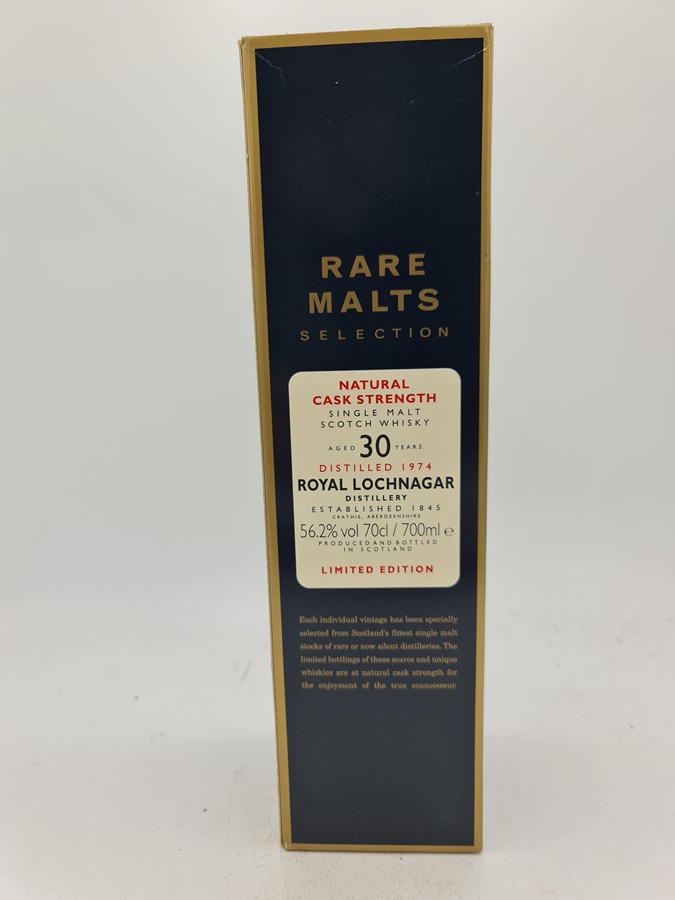 RARE
MALTS
SELECTION
NATURAL
CASK STRENGTH
SINGLE MALT
SCOTCH WHISKY
AGED 30 YEARS
DISTILLED 1974
ROYAL LOCHNAGAR
DISTILLERY
ESTABLISHED 1845
CRATHIE, ABERDEENSHIRE
56.2% vol 70cl / 700ml e
PRODUCED AND BOTTLED
IN SCOTLAND
LIMITED EDITION
Each individual vintage has been specially
selected from Scotland's finest single malt
stocks of rare or now silent distilleries. The
limited bottlings of these scarce and unique
whiskies are at natural cask strength for
the enjoyment of the true connoisseur.